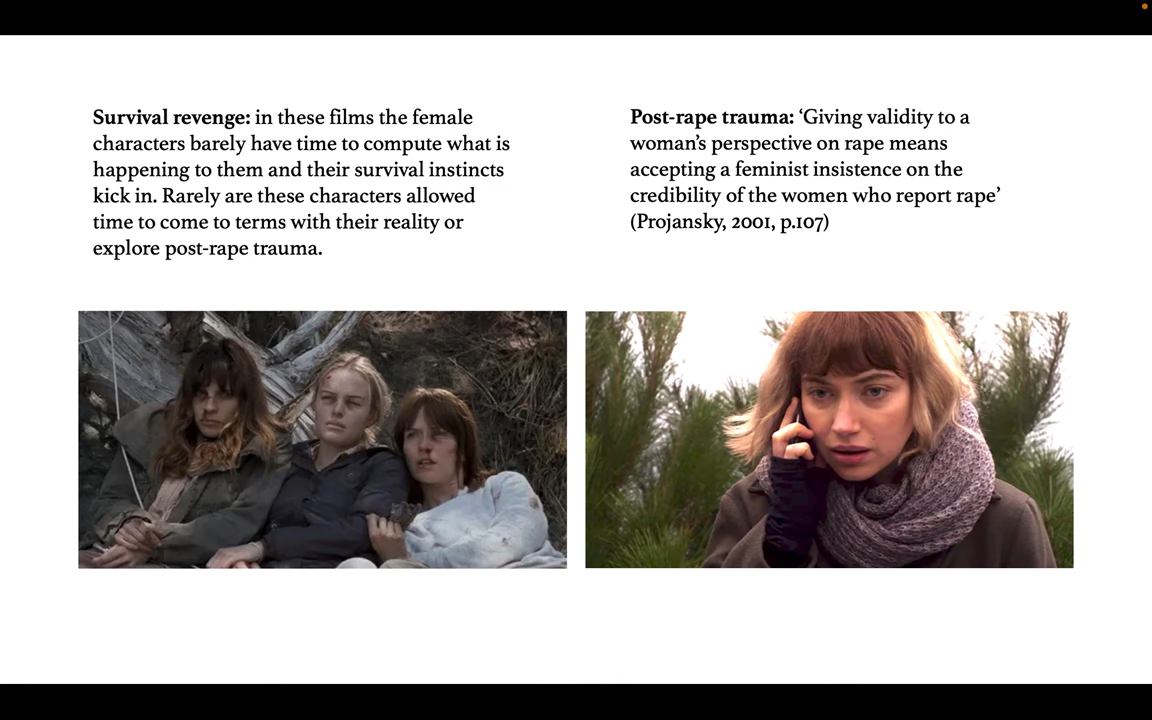 Survival revenge: in these films the female
characters barely have time to compute what is
happening to them and their survival instincts
kick in. Rarely are these characters allowed
time to come to terms with their reality or
explore post-rape trauma.
Post-rape trauma: ‘Giving validity to a
woman’s perspective on rape means
accepting a feminist insistence on the
credibility of the women who report rape’
(Projansky, 2001, p.107)